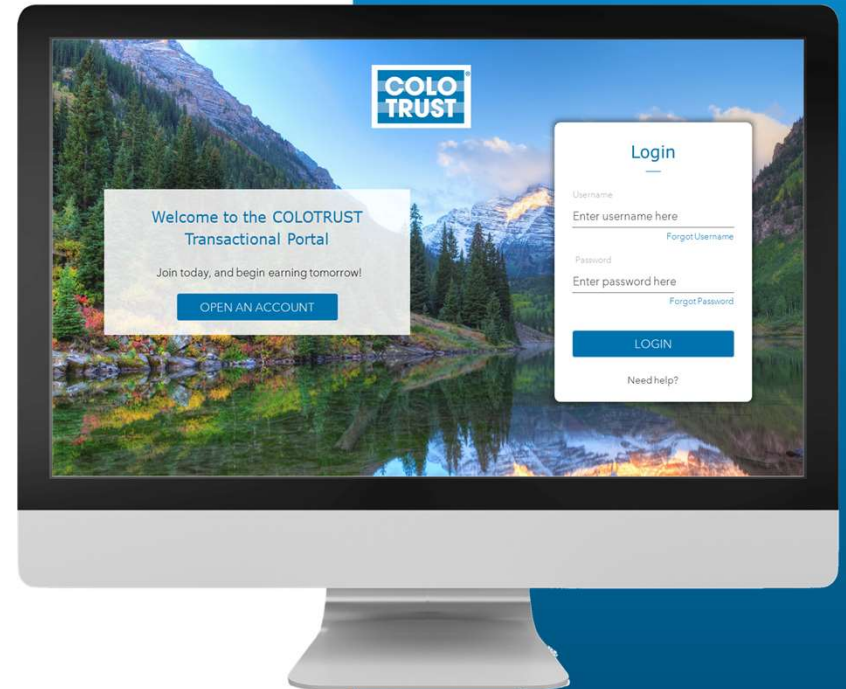 COLO
TRUST®
Welcome to the COLOTRUST
Transactional Portal
Join today, and begin earning tomorrow!
OPEN AN ACCOUNT
Login
Username
Enter username here
Forgot Username
Password
Enter password here
Forgot Password
LOGIN
Need help?